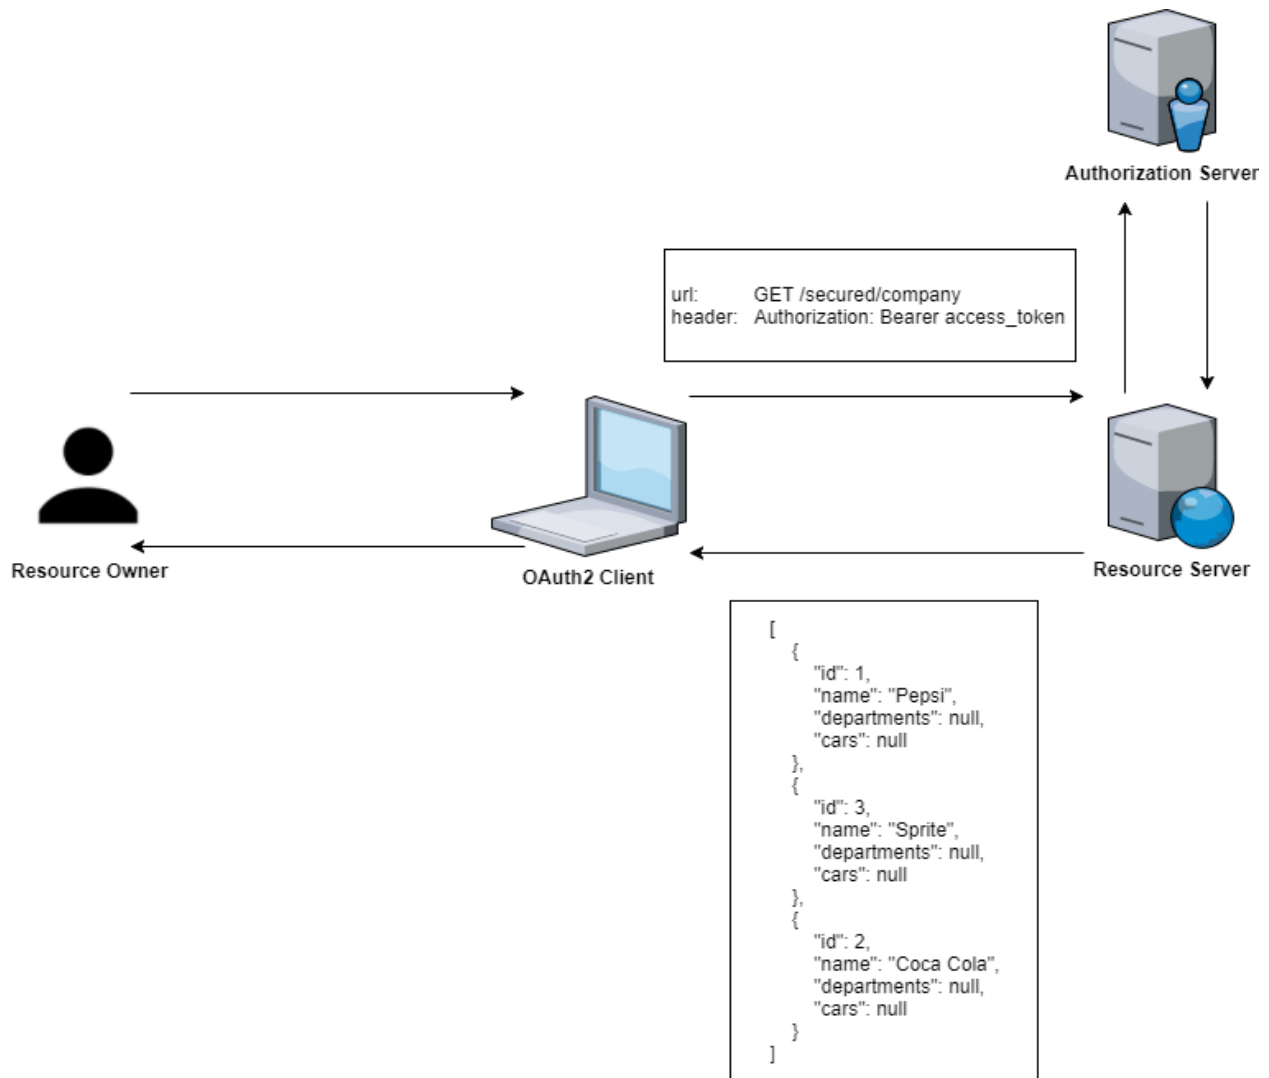 Authorization Server
url: GET /secured/company
header: Authorization: Bearer access_token
Resource Owner
OAuth2 Client
Resource Server
[
{
"id": 1,
"name": "Pepsi",
"departments": null,
"cars": null
},
{
"id": 3,
"name": "Sprite",
"departments": null,
"cars": null
},
{
"id": 2,
"name": "Coca Cola",
"departments": null,
"cars": null
}
]